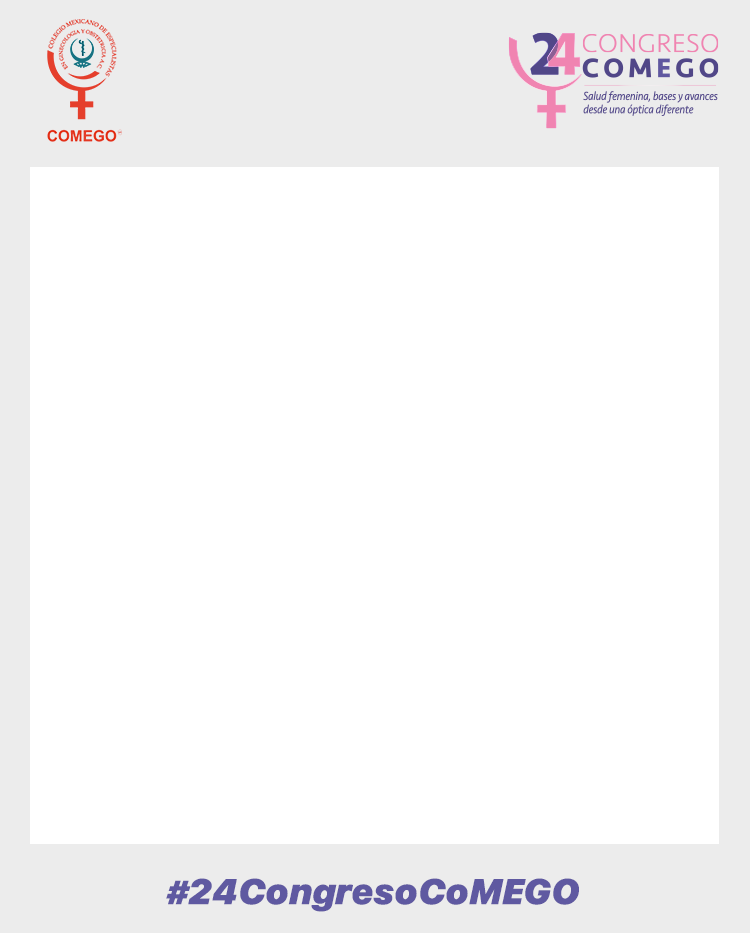 COLEGIO MEXICANO DE ESPECIALISTAS
EN GINECOLOGIA Y OBSTETRICIA A.C.
COMEGO
24 CONGRESO
COMEGO
Salud femenina, bases y avances
desde una óptica diferente
#24CongresoCoMEGO